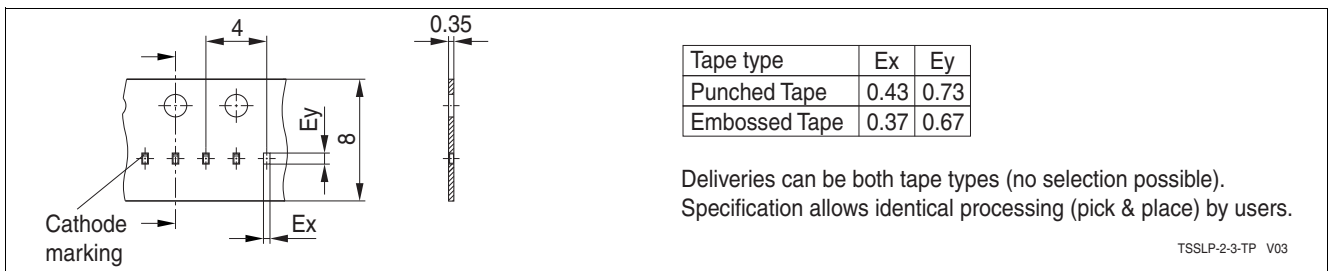 4
0.35
Ey
8
Cathode
marking
Ex
Tape type Ex Ey
Punched Tape 0.43 0.73
Embossed Tape 0.37 0.67
Deliveries can be both tape types (no selection possible).
Specification allows identical processing (pick & place) by users.
TSSLP-2-3-TP V03